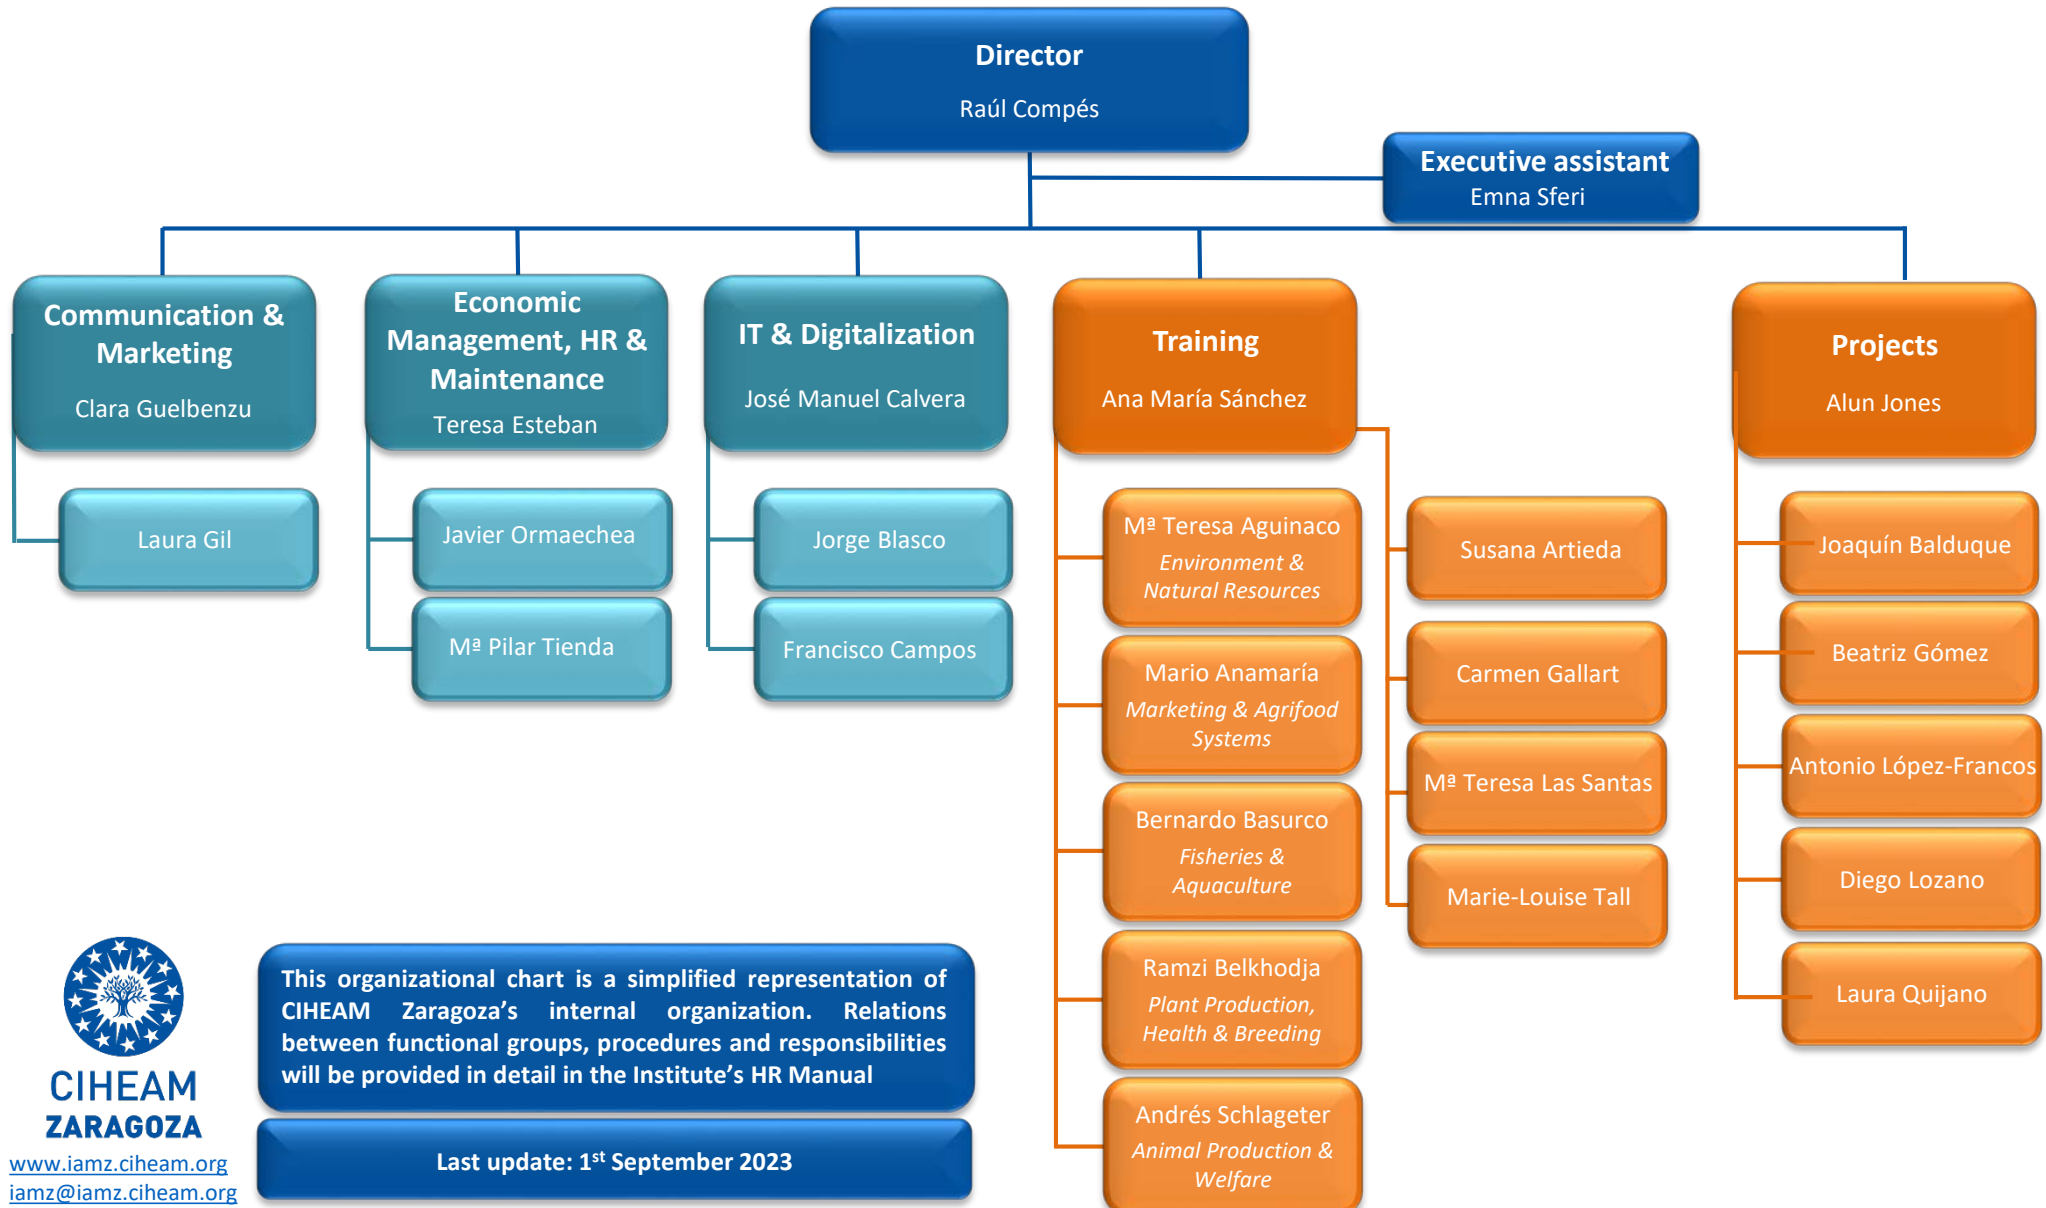 Director
Raúl Compés
Executive assistant
Emna Sferi
Communication &
Marketing
Clara Guelbenzu
Laura Gil
Economic
Management, HR &
Maintenance
Teresa Esteban
Javier Ormaechea
Mª Pilar Tienda
IT & Digitalization
José Manuel Calvera
Jorge Blasco
Francisco Campos
Training
Ana María Sánchez
Mª Teresa Aguinaco
Environment &
Natural Resources
Mario Anamaría
Marketing & Agrifood
Systems
Bernardo Basurco
Fisheries &
Aquaculture
Ramzi Belkhodja
Plant Production,
Health & Breeding
Andrés Schlageter
Animal Production &
Welfare
Susana Artieda
Carmen Gallart
Mª Teresa Las Santas
Marie-Louise Tall
Projects
Alun Jones
Joaquín Balduque
Beatriz Gómez
Antonio López-Francos
Diego Lozano
Laura Quijano
CIHEAM
ZARAGOZA
www.iamz.ciheam.org
iamz@iamz.ciheam.org
This organizational chart is a simplified representation of
CIHEAM Zaragoza’s internal organization. Relations
between functional groups, procedures and responsibilities
will be provided in detail in the Institute’s HR Manual
Last update: 1st September 2023